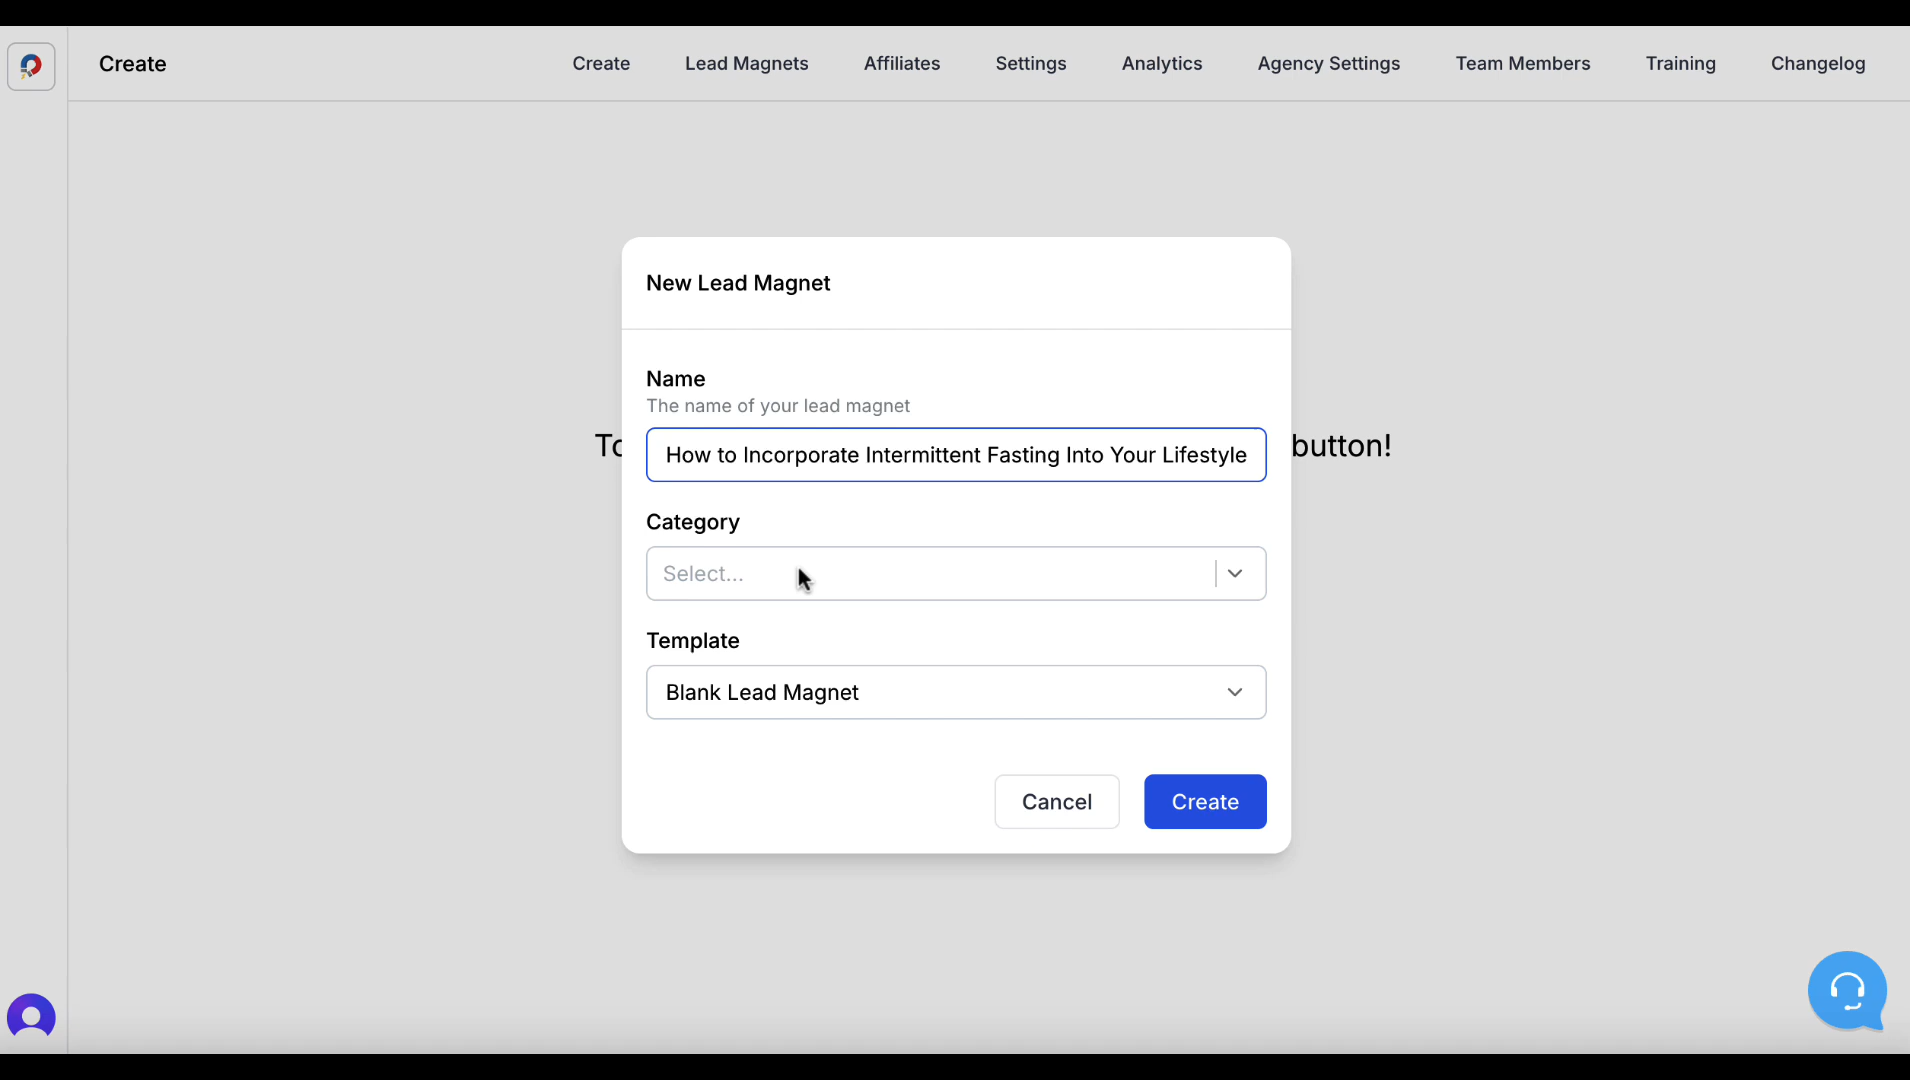 Create
Create
Lead Magnets
Affiliates
Settings
Analytics
Agency Settings
Team Members
Training
Changelog
New Lead Magnet
Name
The name of your lead magnet
button!
How to Incorporate Intermittent Fasting Into Your Lifestyle
Category
Select...
Template
Blank Lead Magnet
Cancel
Create